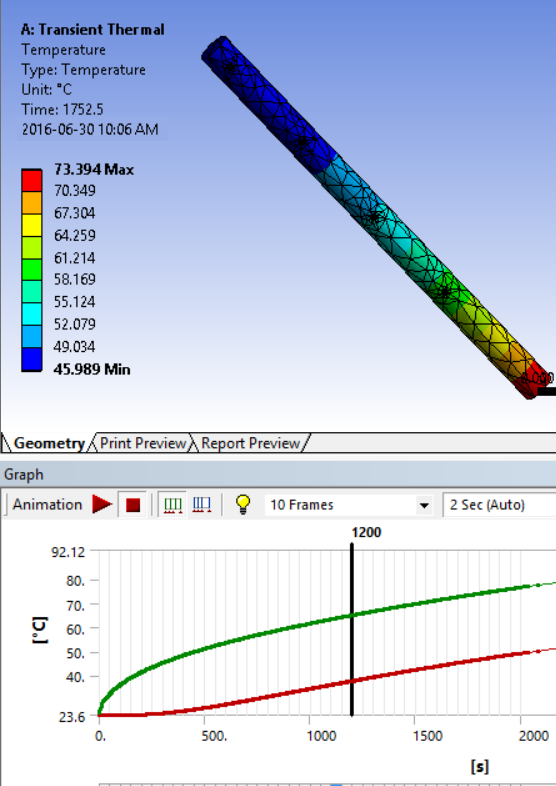 A: Transient Thermal
Temperature
Type: Temperature
Unit: °C
Time: 1752.5
2016-06-30 10:06 AM
73.394 Max
70.349
67.304
64.259
61.214
58.169
55.124
52.079
49.034
45.989 Min
0.000
Geometry Print Preview Report Preview
Graph
Animation 10 Frames 2 Sec (Auto)
1200
92.12
80.
70.
60.
50.
40.
23.6
[°C]
0. 500. 1000 1500 2000
[s]